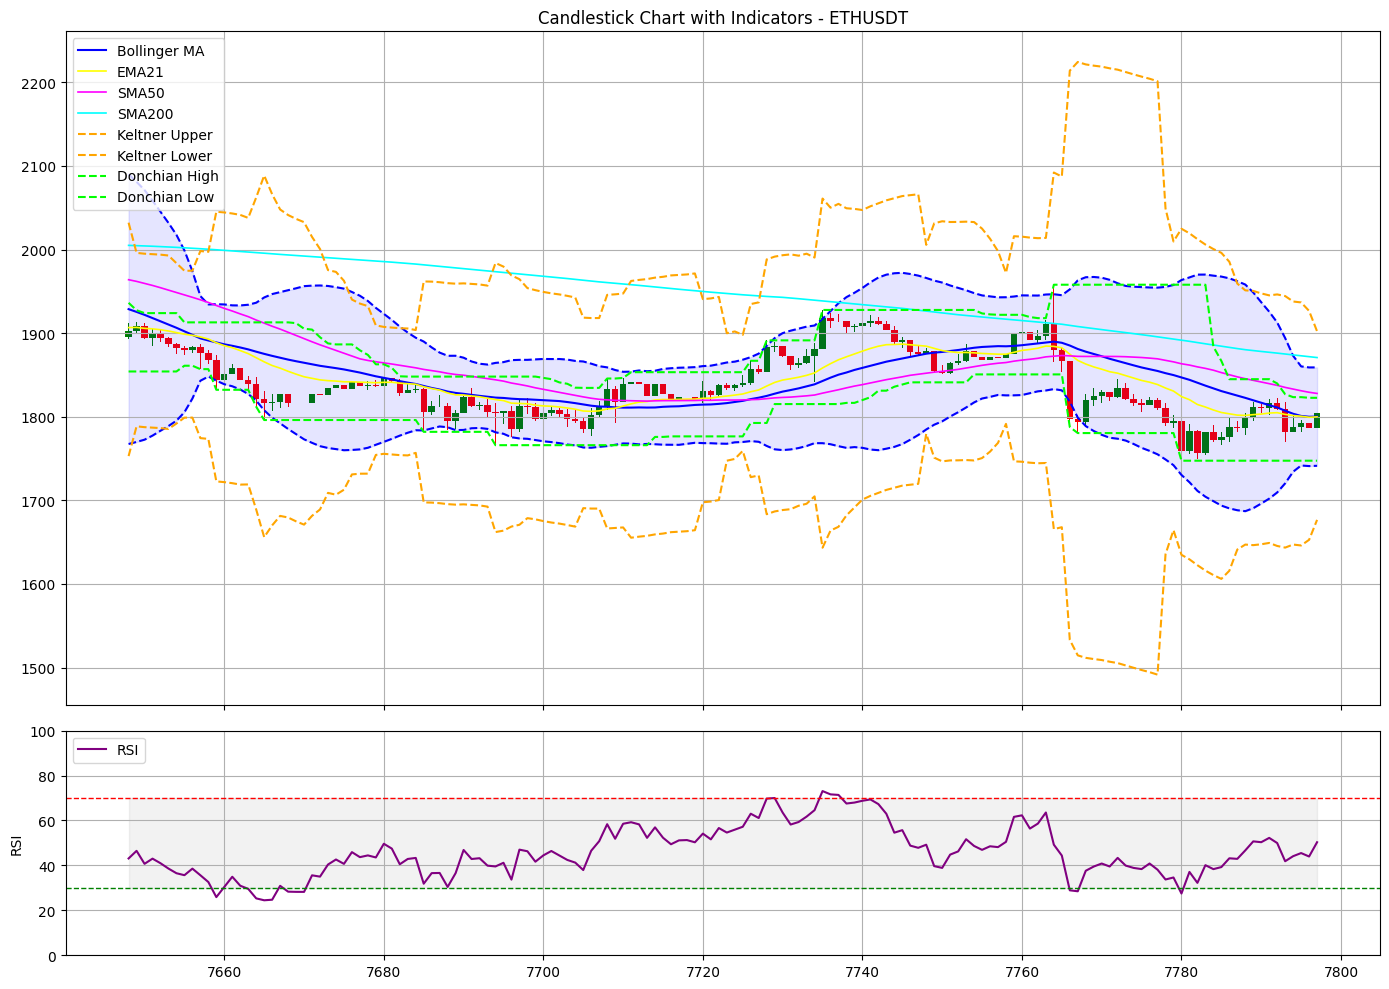 Candlestick Chart with Indicators - ETHUSDT
Bollinger MA
EMA21
SMA50
SMA200
Keltner Upper
Keltner Lower
Donchian High
Donchian Low
2200
2100
2000
1900
1800
1700
1600
1500
RSI
100
80
60
40
20
0
RSI
7660
7680
7700
7720
7740
7760
7780
7800